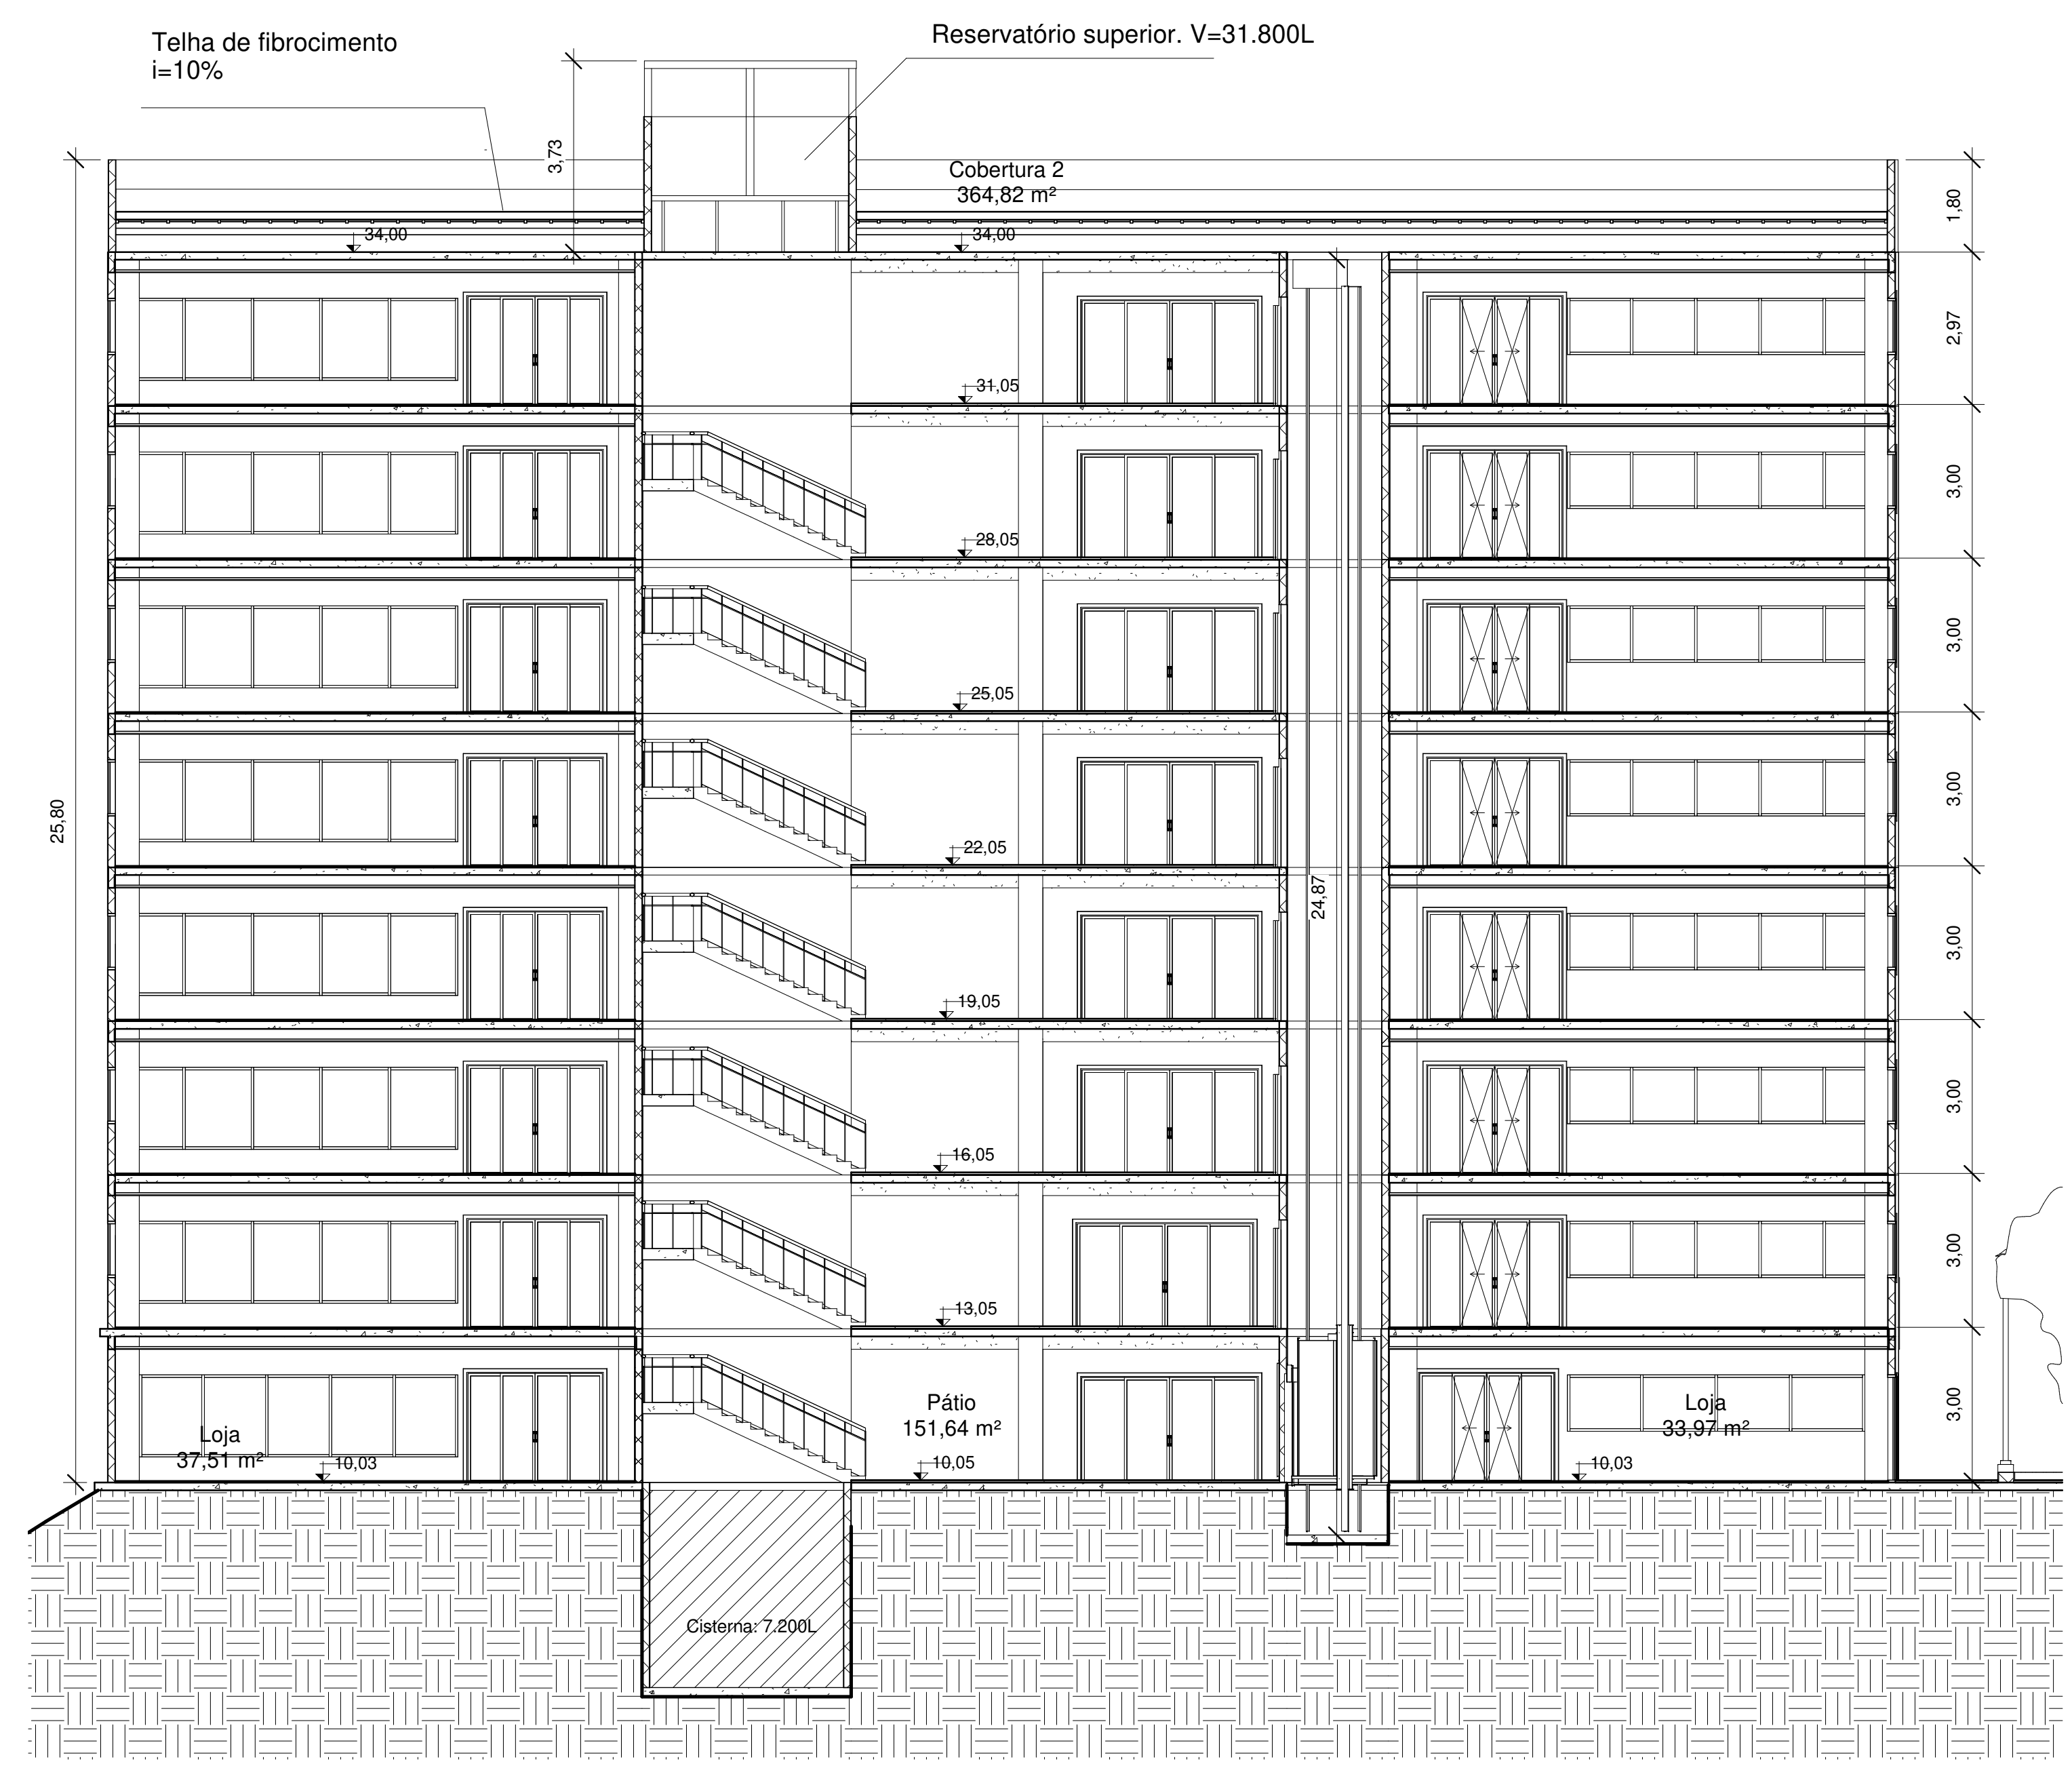 Telha de fibrocimento
i=10%
Reservatório superior. V=31.800L
3,73
Cobertura 2
364,82 m²
1,80
34,00
34,00
2,97
31,05
3,00
28,05
3,00
25,05
3,00
22,05
25,80
24,87
3,00
19,05
3,00
16,05
3,00
13,05
3,00
Loja
37,51 m²
10,03
Pátio
151,64 m²
10,05
Loja
33,97 m²
10,03
Cisterna: 7.200L